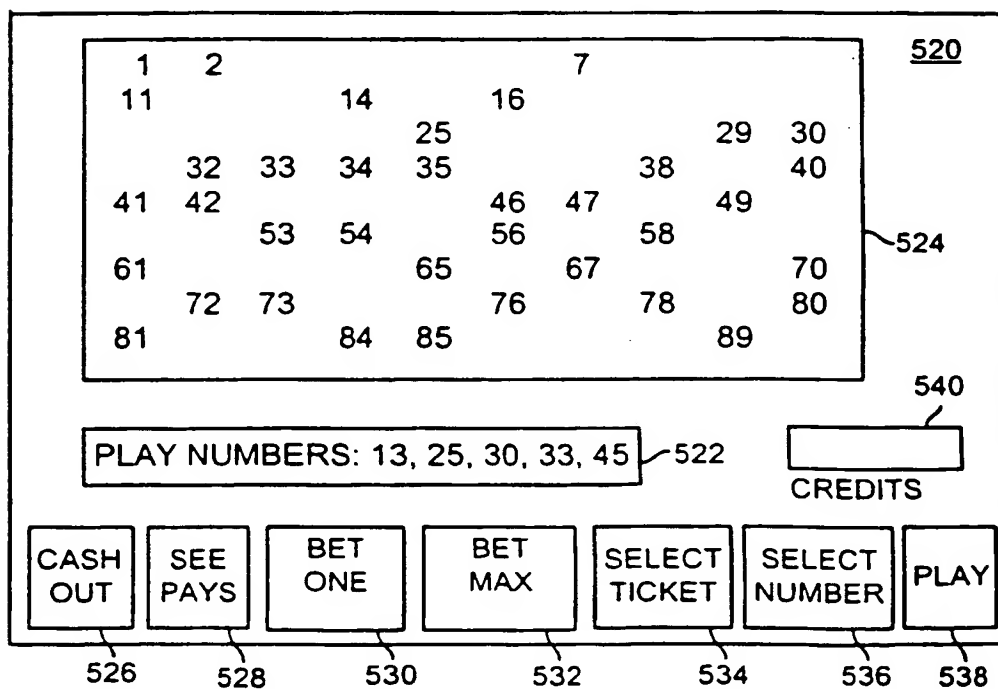 520
1 2 7
11 14 16
25 29 30
32 33 34 35 38 40
41 42 46 47 49
53 54 56 58
524
61 65 67 70
72 73 76 78 80
81 84 85 89
540
PLAY NUMBERS: 13, 25, 30, 33, 45
522
CREDITS
CASH OUT
SEE PAYS
BET ONE
BET MAX
SELECT TICKET
SELECT NUMBER
PLAY
526 528 530 532 534 536 538